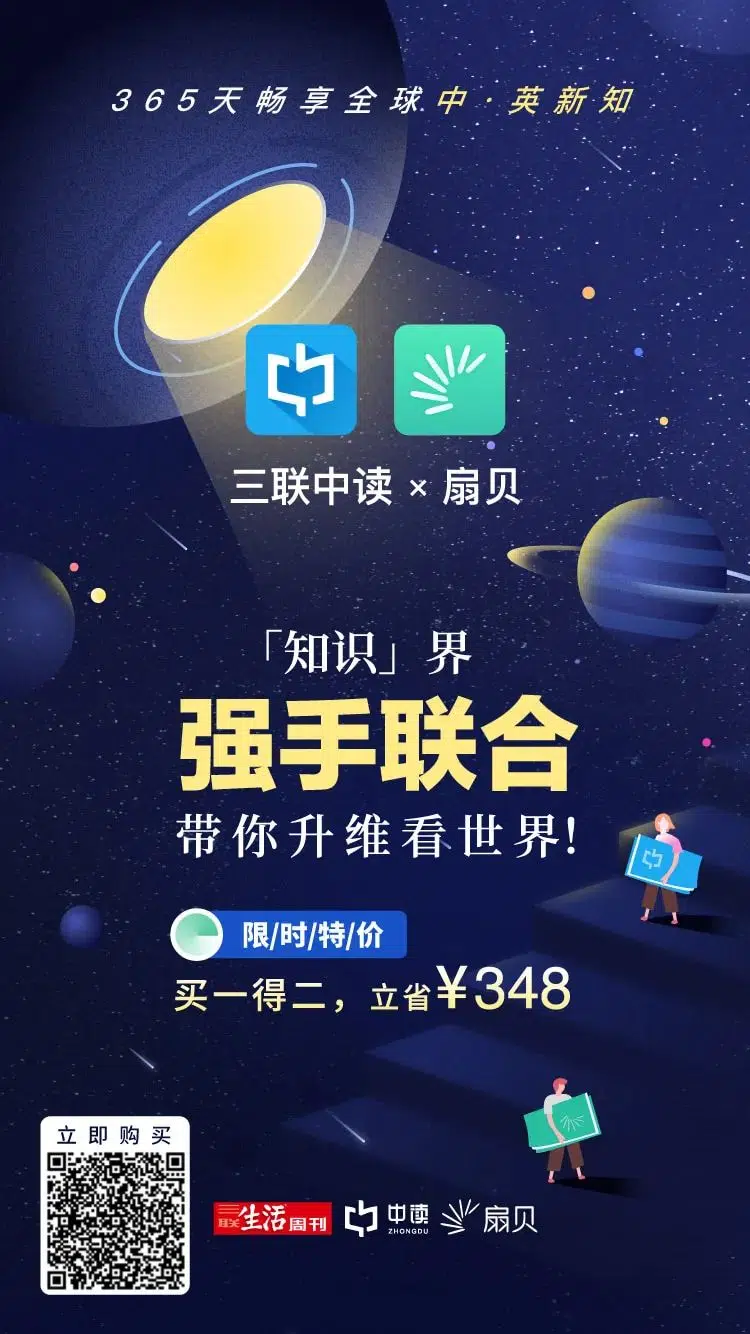 365天畅享全球中·英新知
三联中读 × 扇贝
「知识」界
强手联合
带你升维看世界!
限/时/特/价
买一得二，立省¥348
立即购买
三联生活周刊 中读 ZHONGDU 扇贝